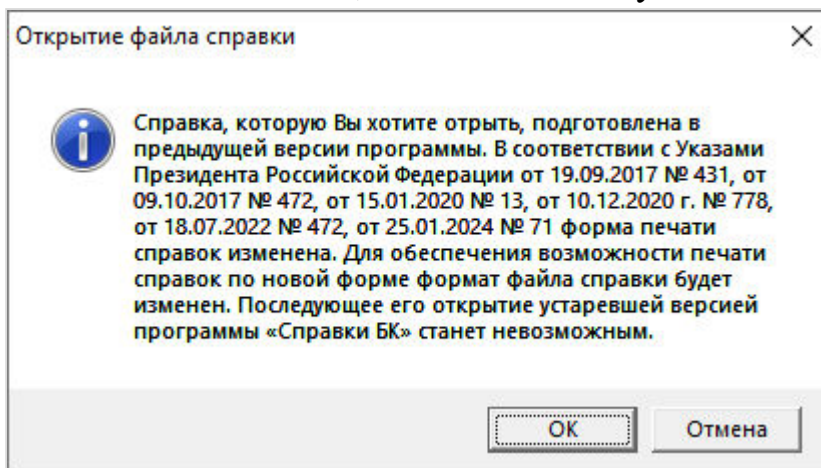 Открытие файла справки
Справка, которую Вы хотите отрыть, подготовлена в
предыдущей версии программы. В соответствии с Указами
Президента Российской Федерации от 19.09.2017 № 431, от
09.10.2017 № 472, от 15.01.2020 № 13, от 10.12.2020 г. № 778,
от 18.07.2022 № 472, от 25.01.2024 № 71 форма печати
справок изменена. Для обеспечения возможности печати
справок по новой форме формат файла справки будет
изменен. Последующее его открытие устаревшей версией
программы «Справки БК» станет невозможным.
ОК
Отмена